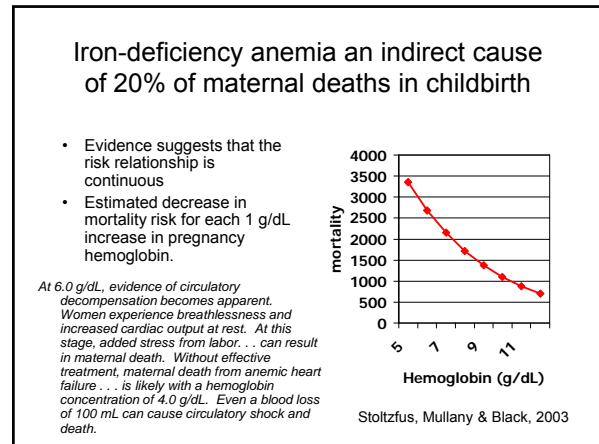 Iron-deficiency anemia an indirect cause
of 20% of maternal deaths in childbirth
• Evidence suggests that the
risk relationship is
continuous
• Estimated decrease in
mortality risk for each 1 g/dL
increase in pregnancy
hemoglobin.
At 6.0 g/dL, evidence of circulatory
decompensation becomes apparent.
Women experience breathlessness and
increased cardiac output at rest. At this
stage, added stress from labor. . . can result
in maternal death. Without effective
treatment, maternal death from anemic heart
failure . . . is likely with a hemoglobin
concentration of 4.0 g/dL. Even a blood loss
of 100 mL can cause circulatory shock and
death.
mortality
4000
3500
3000
2500
2000
1500
1000
500
0
5
7
9
11
Hemoglobin (g/dL)
Stoltzfus, Mullany & Black, 2003